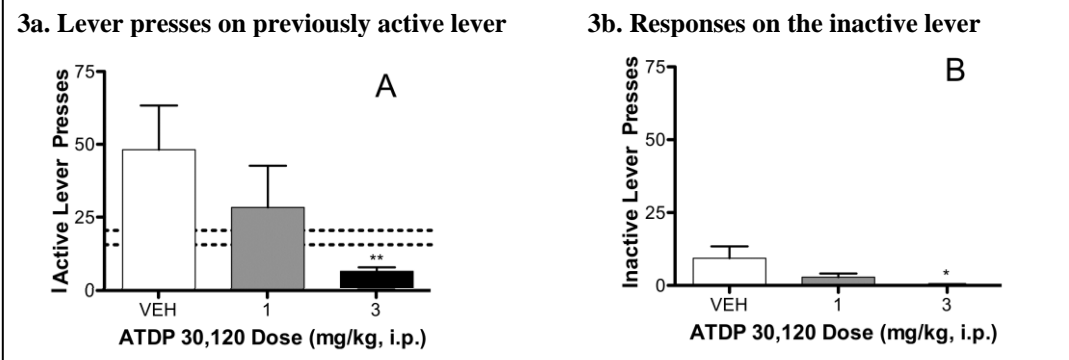 3a. Lever presses on previously active lever
3b. Responses on the inactive lever
A
Active Lever Presses
75
50
25
0
**
VEH
1
3
ATDP 30,120 Dose (mg/kg, i.p.)
B
Inactive Lever Presses
75
50
25
0
*
VEH
1
3
ATDP 30,120 Dose (mg/kg, i.p.)